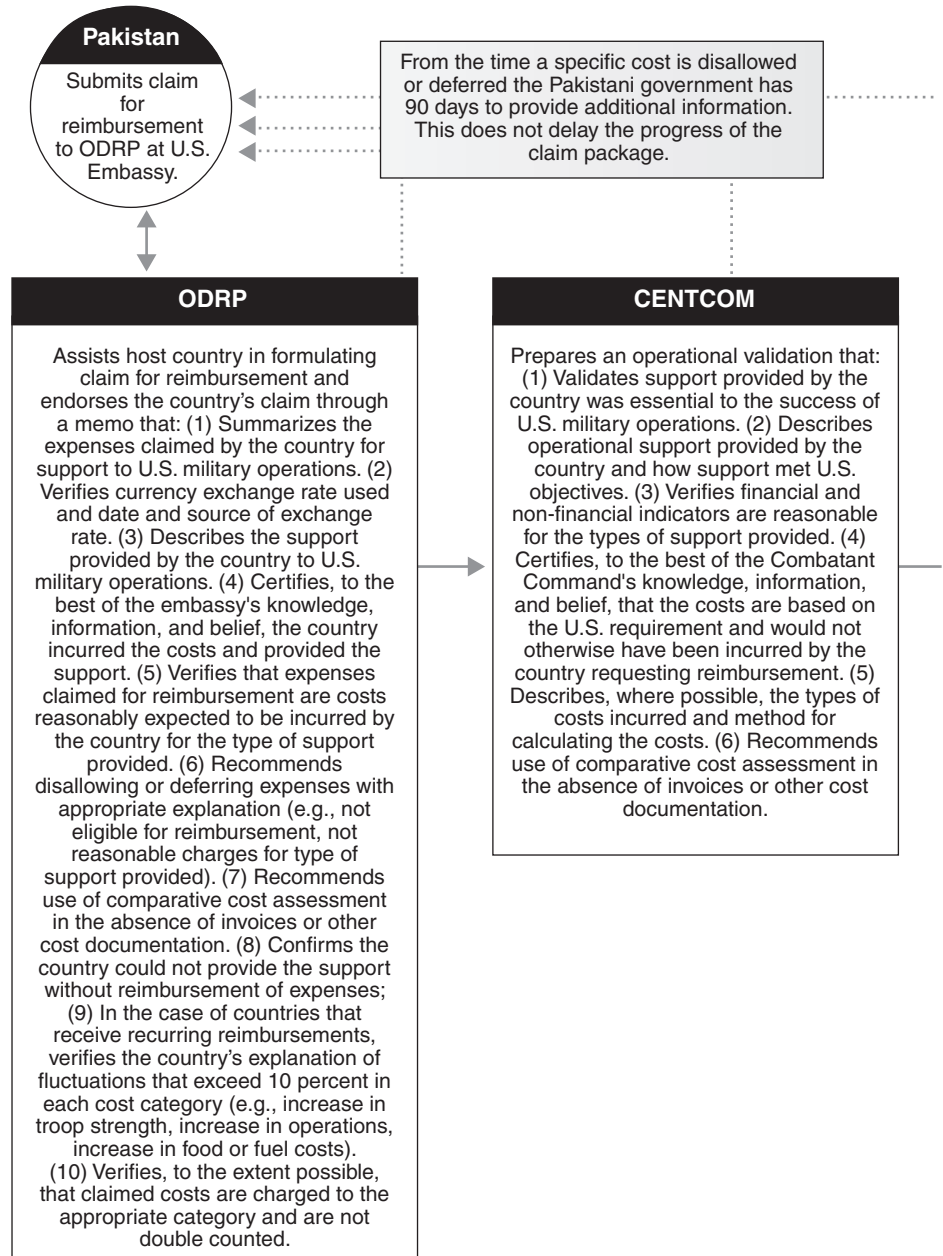 Pakistan
Submits claim
for
reimbursement
to ODRP at U.S.
Embassy.
From the time a specific cost is disallowed
or deferred the Pakistani government has
90 days to provide additional information.
This does not delay the progress of the
claim package.
ODRP
Assists host country in formulating
claim for reimbursement and
endorses the country's claim through
a memo that: (1) Summarizes the
expenses claimed by the country for
support to U.S. military operations. (2)
Verifies currency exchange rate used
and date and source of exchange
rate. (3) Describes the support
provided by the country to U.S.
military operations. (4) Certifies, to the
best of the embassy's knowledge,
information, and belief, the country
incurred the costs and provided the
support. (5) Verifies that expenses
claimed for reimbursement are costs
reasonably expected to be incurred by
the country for the type of support
provided. (6) Recommends
disallowing or deferring expenses with
appropriate explanation (e.g., not
eligible for reimbursement, not
reasonable charges for type of
support provided). (7) Recommends
use of comparative cost assessment
in the absence of invoices or other
cost documentation. (8) Confirms the
country could not provide the support
without reimbursement of expenses;
(9) In the case of countries that
receive recurring reimbursements,
verifies the country's explanation of
fluctuations that exceed 10 percent in
each cost category (e.g., increase in
troop strength, increase in operations,
increase in food or fuel costs).
(10) Verifies, to the extent possible,
that claimed costs are charged to the
appropriate category and are not
double counted.
CENTCOM
Prepares an operational validation that:
(1) Validates support provided by the
country was essential to the success of
U.S. military operations. (2) Describes
operational support provided by the
country and how support met U.S.
objectives. (3) Verifies financial and
non-financial indicators are reasonable
for the types of support provided. (4)
Certifies, to the best of the Combatant
Command's knowledge, information,
and belief, that the costs are based on
the U.S. requirement and would not
otherwise have been incurred by the
country requesting reimbursement. (5)
Describes, where possible, the types of
costs incurred and method for
calculating the costs. (6) Recommends
use of comparative cost assessment in
the absence of invoices or other cost
documentation.